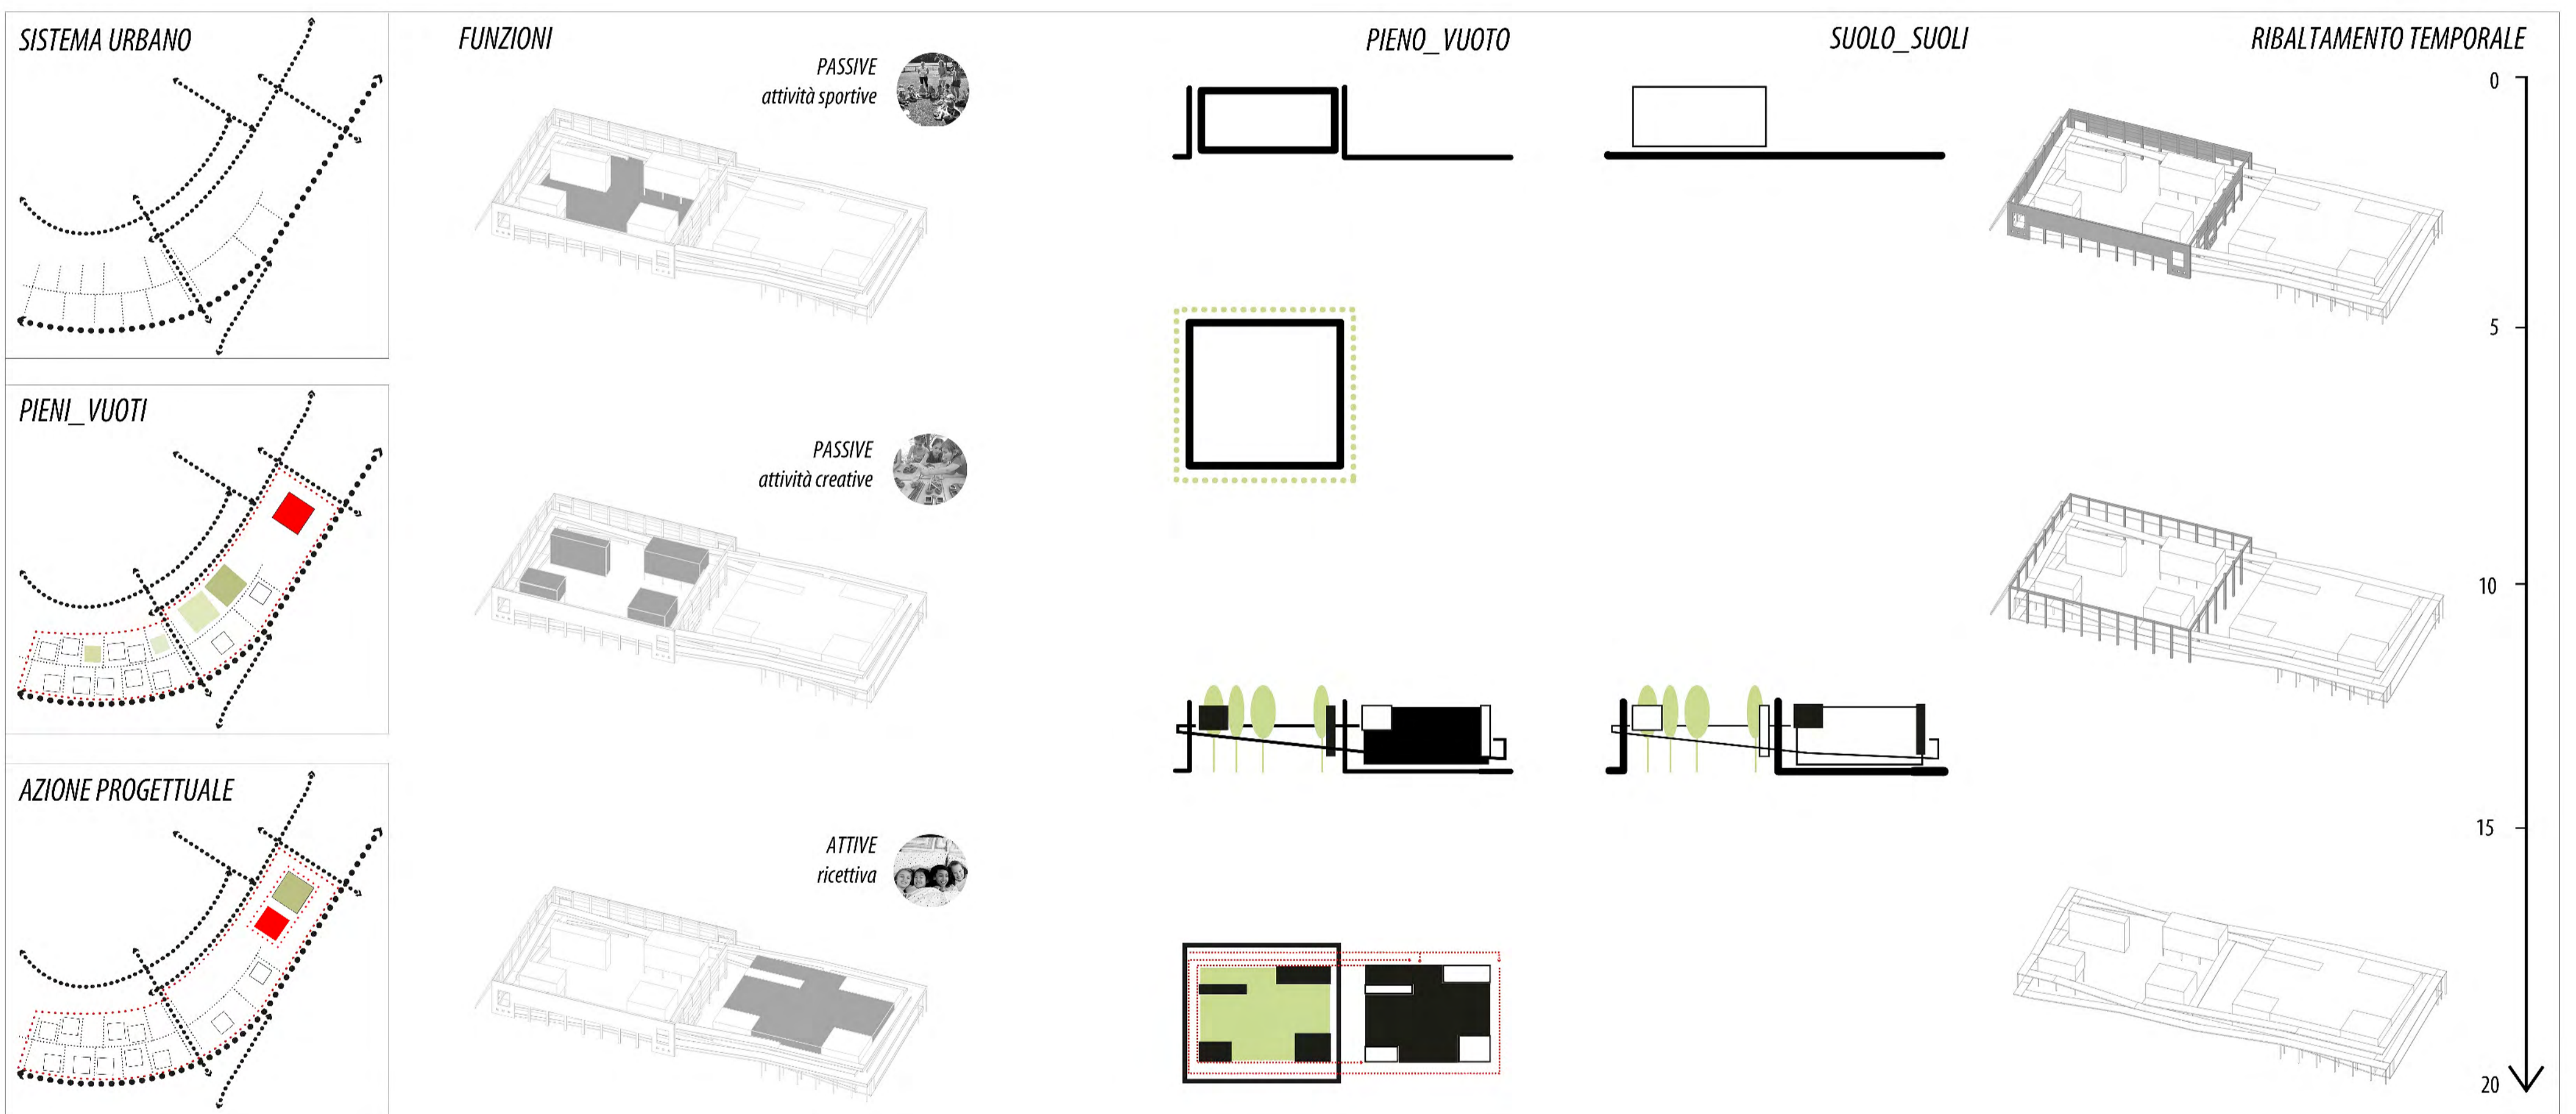 SISTEMA URBANO
FUNZIONI
PIENO_VUOTO
SUOLO_SUOLI
RIBALTAMENTO TEMPORALE
PASSIVE
attività sportive
0
5
PIENI_VUOTI
PASSIVE
attività creative
10
AZIONE PROGETTUALE
15
ATTIVE
ricettiva
20